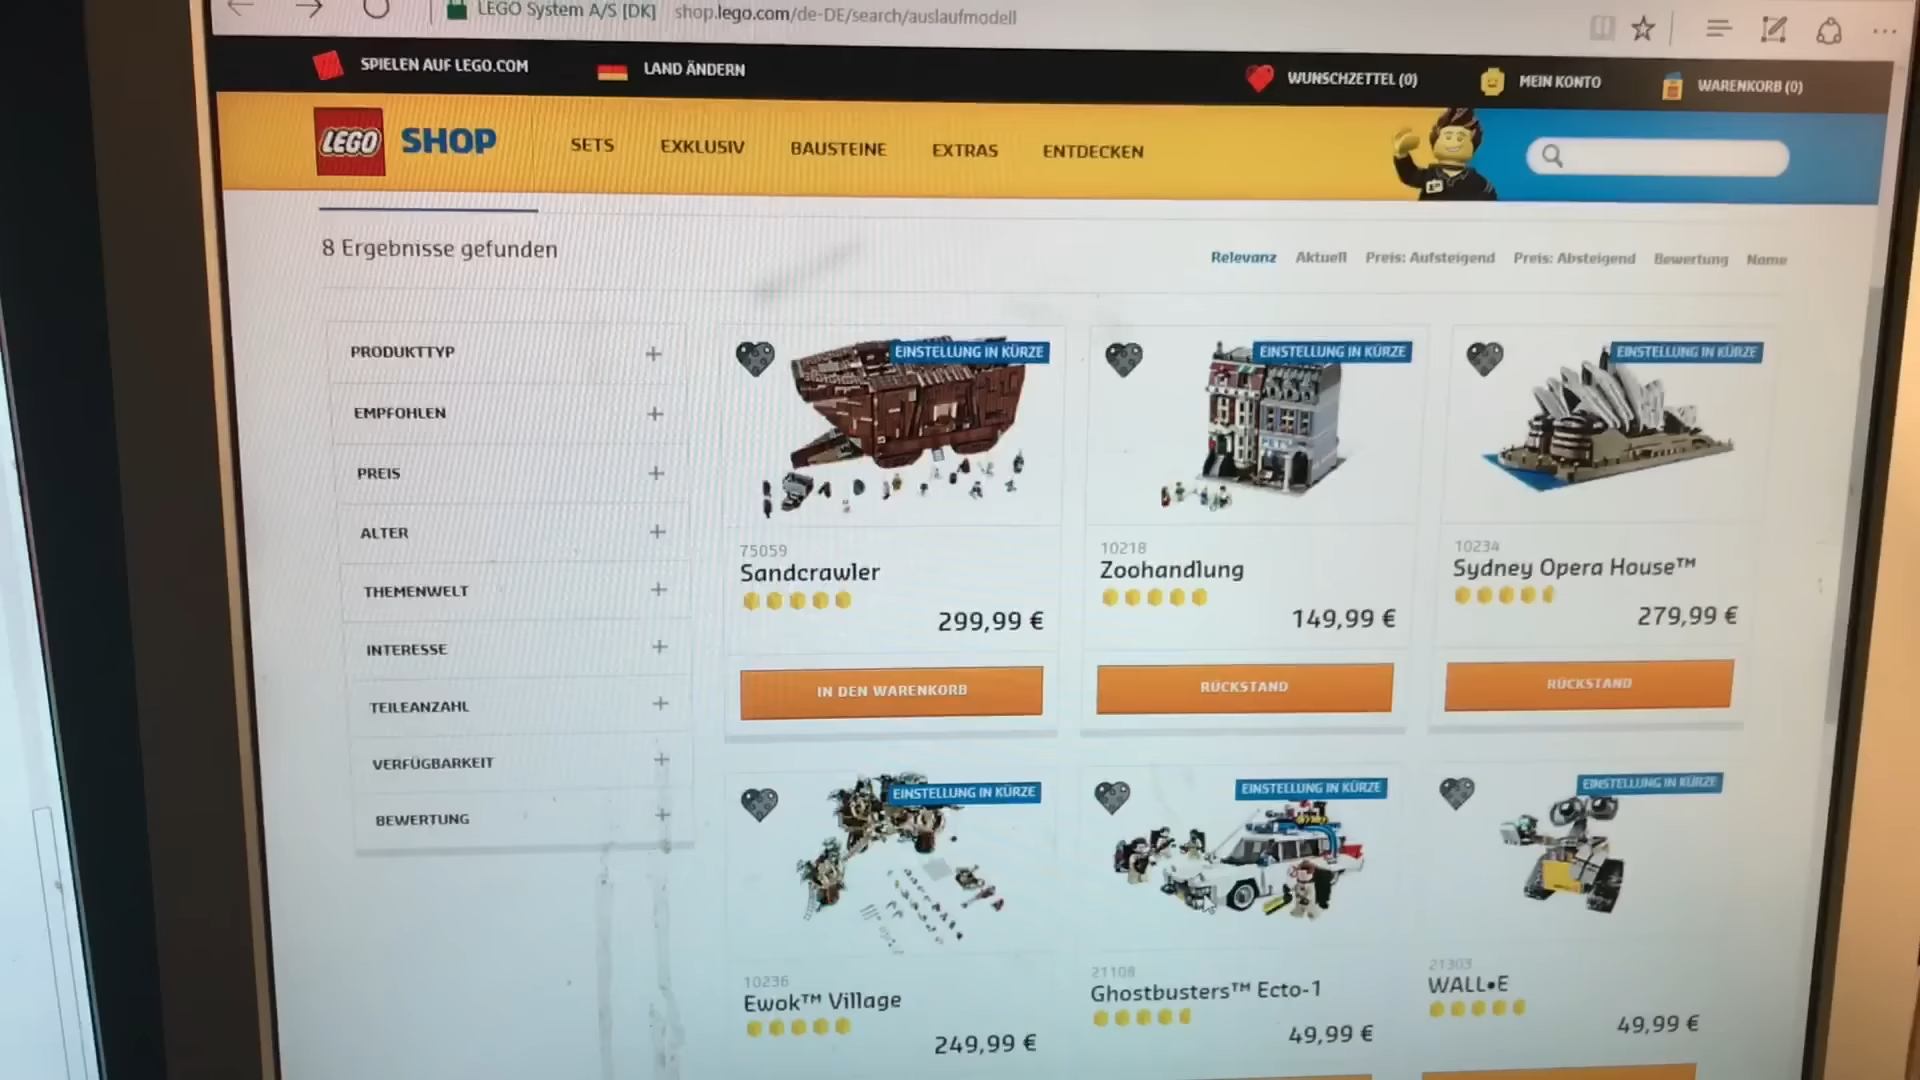 LEGO System A/S [DK]
shop.lego.com/de-DE/search/auslaufmodell
SPIELEN AUF LEGO.COM
LAND ÄNDERN
WUNSCHZETTEL (0)
MEIN KONTO
WARENKORB (0)
LEGO
SHOP
SETS
EXKLUSIV
BAUSTEINE
EXTRAS
ENTDECKEN
8 Ergebnisse gefunden
Relevanz
Aktuell
Preis: Aufsteigend
Preis: Absteigend
Bewertung
Name
PRODUKTTYP
EMPFOHLEN
PREIS
ALTER
THEMENWELT
INTERESSE
TEILEANZAHL
VERFÜGBARKEIT
BEWERTUNG
EINSTELLUNG IN KÜRZE
75059
Sandcrawler
299,99 €
IN DEN WARENKORB
EINSTELLUNG IN KÜRZE
10218
Zoohandlung
149,99 €
RÜCKSTAND
EINSTELLUNG IN KÜRZE
10234
Sydney Opera House™
279,99 €
RÜCKSTAND
EINSTELLUNG IN KÜRZE
10236
Ewok™ Village
249,99 €
EINSTELLUNG IN KÜRZE
21108
Ghostbusters™ Ecto-1
49,99 €
EINSTELLUNG IN KÜRZE
21303
WALL•E
49,99 €